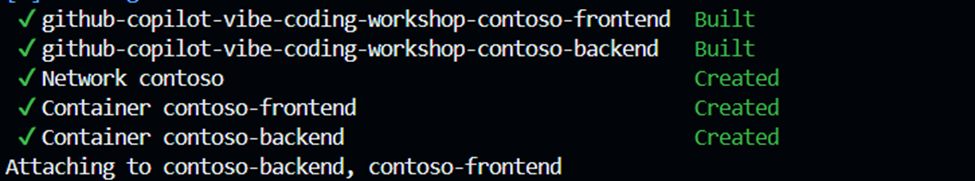 ✓ github-copilot-vibe-coding-workshop-contoso-frontend Built
✓ github-copilot-vibe-coding-workshop-contoso-backend Built
✓ Network contoso Created
✓ Container contoso-frontend Created
✓ Container contoso-backend Created
Attaching to contoso-backend, contoso-frontend